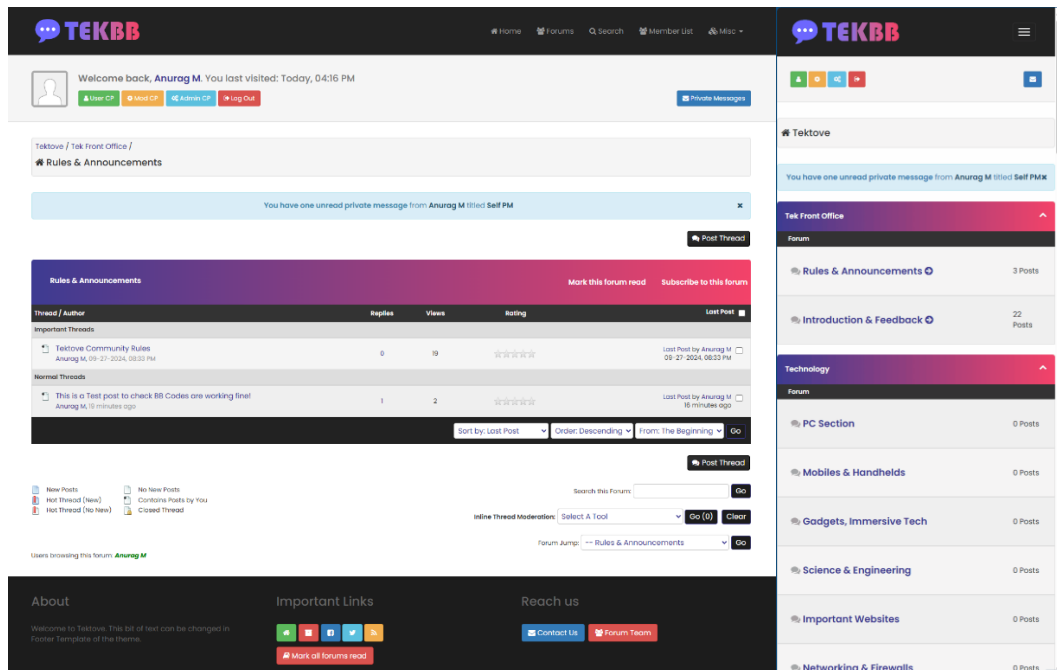 TEKBB
Home Forums Search Member List Misc
Welcome back, Anurag M. You last visited: Today, 04:16 PM
User CP Mod CP Admin CP Log Out
Private Messages
Tektove / Tek Front Office /
Rules & Announcements
You have one unread private message from Anurag M titled Self PM
Post Thread
Rules & Announcements
Mark this forum read Subscribe to this forum
Thread / Author Replies Views Rating Last Post
Important Threads
Tektove Community Rules
Anurag M, 09-27-2024, 08:33 PM
0 19
Last Post by Anurag M
09-27-2024, 08:33 PM
Normal Threads
This is a Test post to check BB Codes are working fine!
Anurag M, 16 minutes ago
1 2
Last Post by Anurag M
16 minutes ago
Sort by: Last Post Order: Descending From: The Beginning Go
Post Thread
New Posts No New Posts
Hot Thread (New) Contains Posts by You
Hot Thread (No New) Closed Thread
Search this Forum: Go
Inline Thread Moderation: Select A Tool Go (0) Clear
Forum Jump: -- Rules & Announcements Go
Users browsing this forum: Anurag M
About
Welcome to Tektove. This bit of text can be changed in
Footer Template of the theme.
Important Links
Mark all forums read
Reach us
Contact Us Forum Team
TEKBB
Tektove
You have one unread private message from Anurag M titled Self PM
Tek Front Office
Forum
Rules & Announcements 3 Posts
Introduction & Feedback 22
Posts
Technology
Forum
PC Section 0 Posts
Mobiles & Handhelds 0 Posts
Gadgets, Immersive Tech 0 Posts
Science & Engineering 0 Posts
Important Websites 0 Posts
Networking & Firewalls 0 Posts